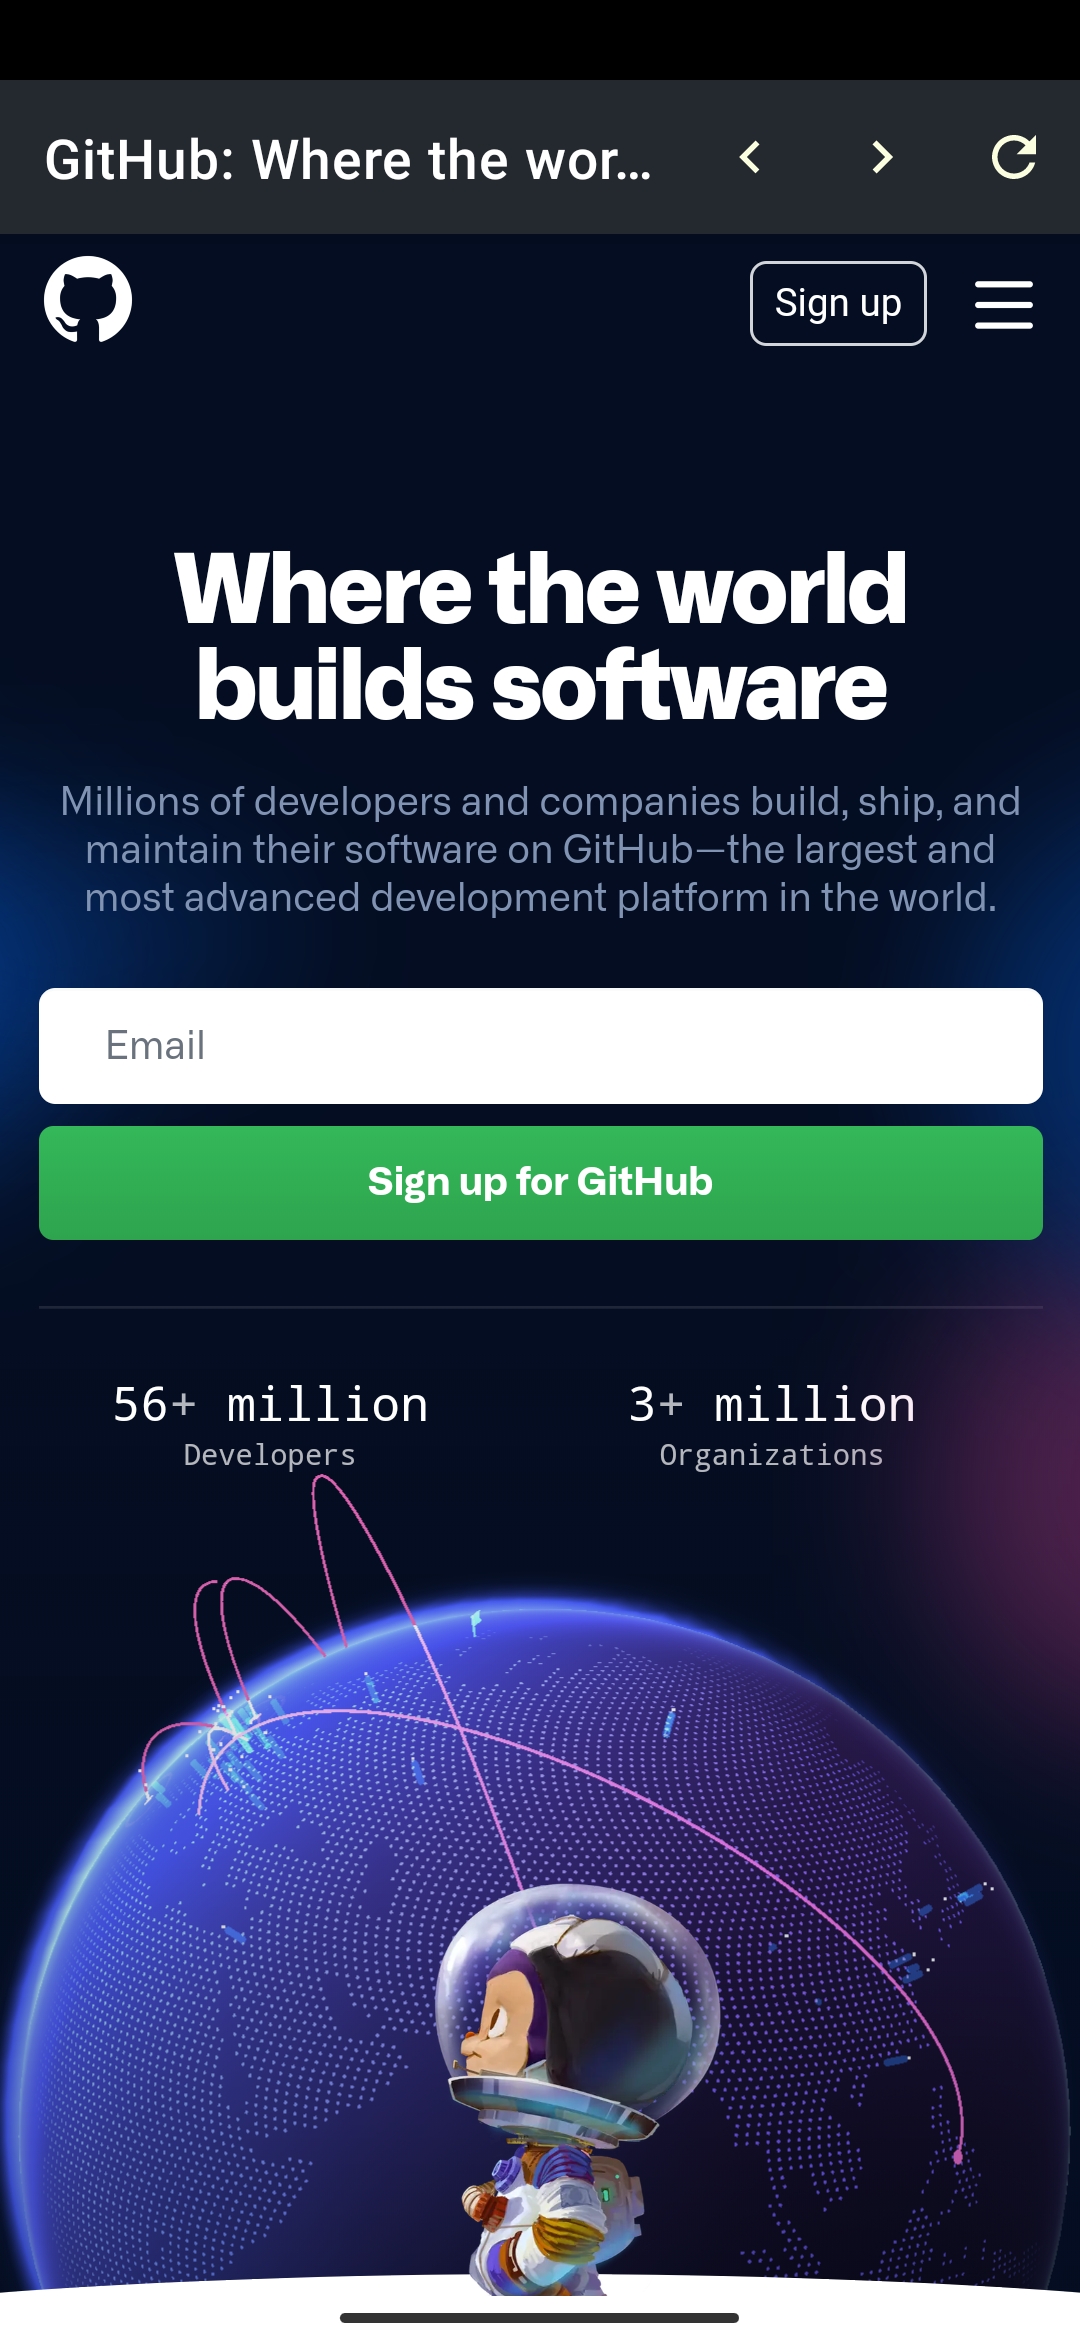 GitHub: Where the wor...
Sign up
Where the world
builds software
Millions of developers and companies build, ship, and
maintain their software on GitHub—the largest and
most advanced development platform in the world.
Email
Sign up for GitHub
56+ million
Developers
3+ million
Organizations